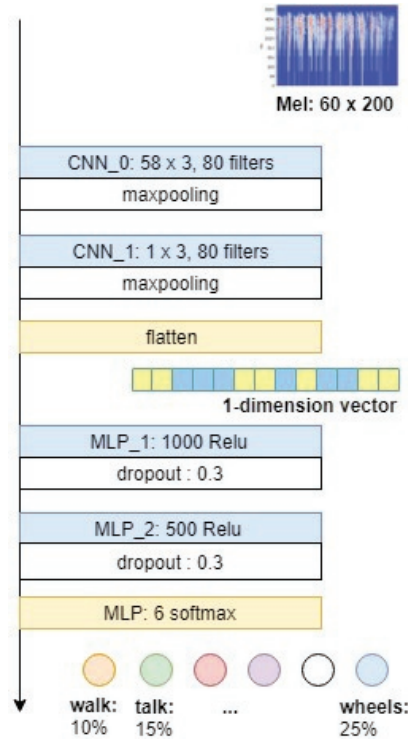 Mel: 60 x 200
CNN_0: 58 x 3, 80 filters
maxpooling
CNN_1: 1 x 3, 80 filters
maxpooling
flatten
1-dimension vector
MLP_1: 1000 Relu
dropout : 0.3
MLP_2: 500 Relu
dropout : 0.3
MLP: 6 softmax
walk: talk: ... wheels:
10% 15% 25%